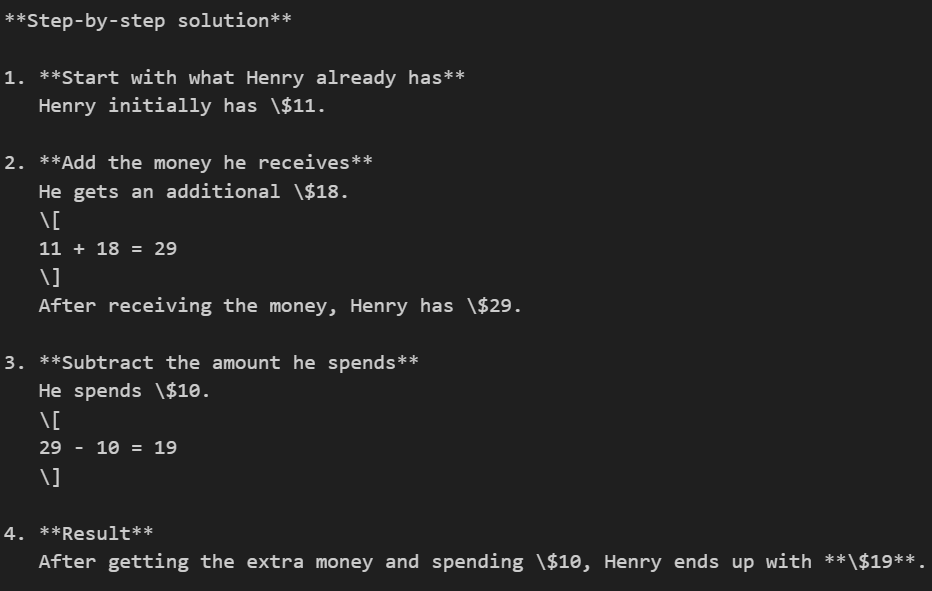 **Step-by-step solution**
1. **Start with what Henry already has**
Henry initially has \$11.
2. **Add the money he receives**
He gets an additional \$18.
\[
11 + 18 = 29
\]
After receiving the money, Henry has \$29.
3. **Subtract the amount he spends**
He spends \$10.
\[
29 - 10 = 19
\]
4. **Result**
After getting the extra money and spending \$10, Henry ends up with **\$19**.